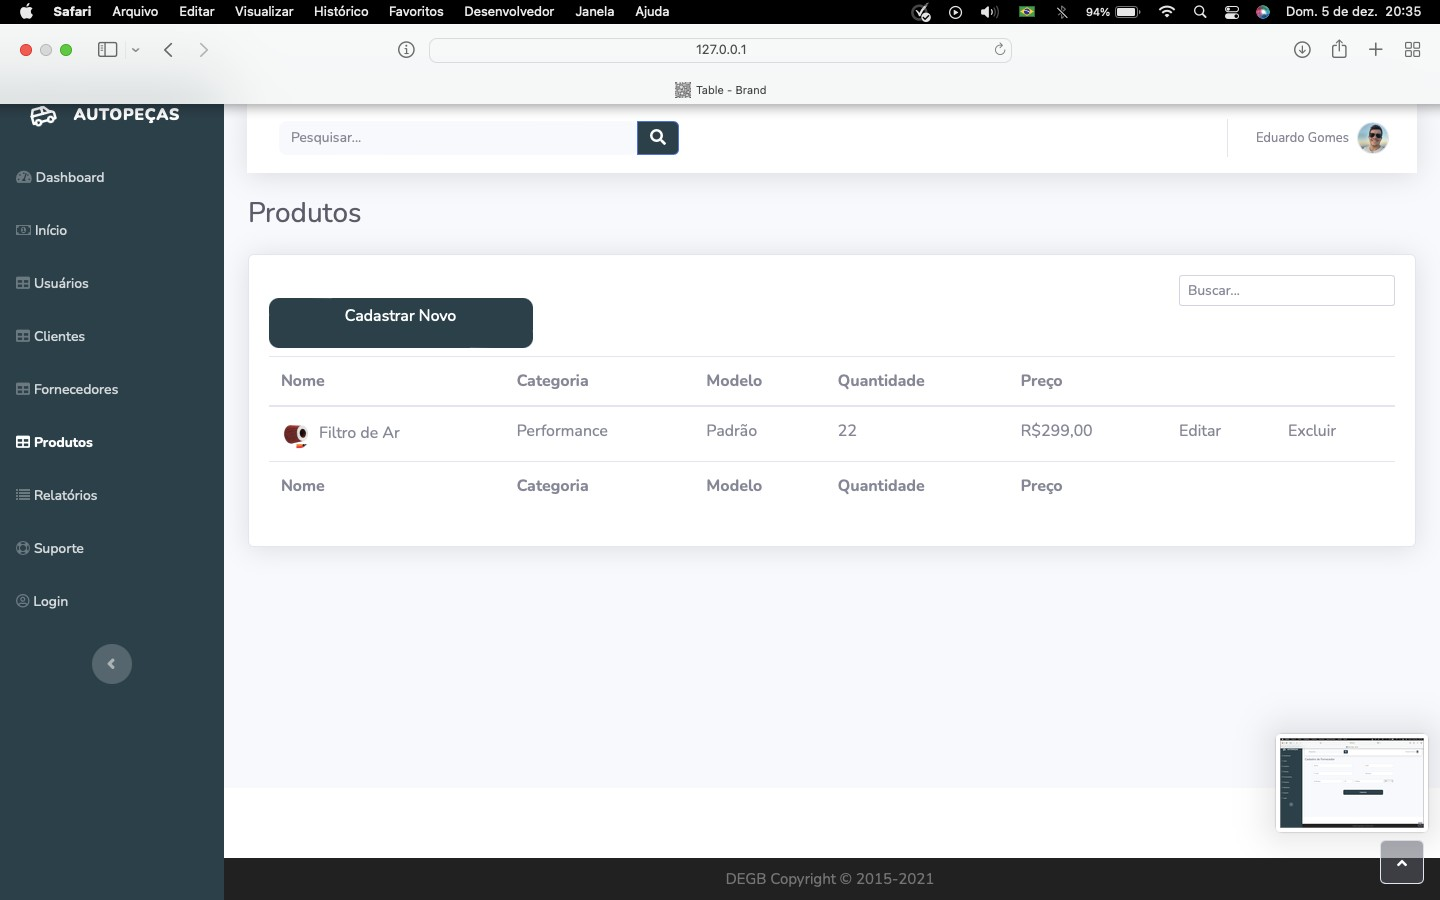 Safari Arquivo Editar Visualizar Histórico Favoritos Desenvolvedor Janela Ajuda 94% Dom. 5 de dez. 20:35
127.0.0.1
Table - Brand
AUTOPEÇAS
Pesquisar...
Eduardo Gomes
Dashboard
Início
Usuários
Clientes
Fornecedores
Produtos
Relatórios
Suporte
Login
Produtos
Buscar...
Cadastrar Novo
Nome Categoria Modelo Quantidade Preço
Filtro de Ar Performance Padrão 22 R$299,00 Editar Excluir
Nome Categoria Modelo Quantidade Preço
DEGB Copyright © 2015-2021